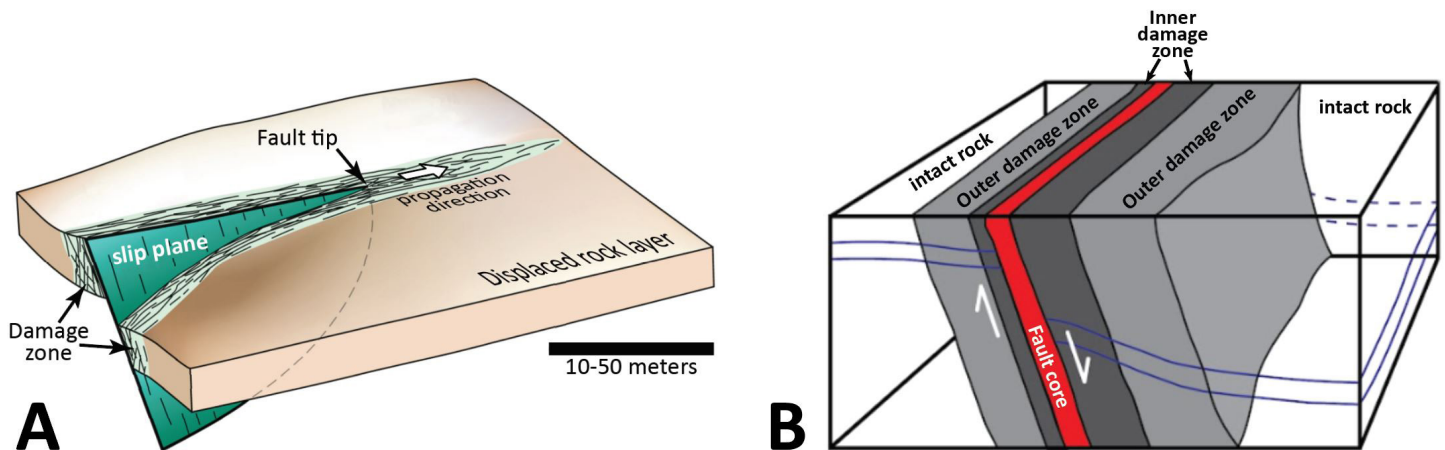 Fault tip
propagation
direction
slip plane
Displaced rock layer
Damage
zone
10-50 meters
A
Inner
damage
zone
intact rock
Outer damage zone
Outer damage zone
intact rock
Fault core
B